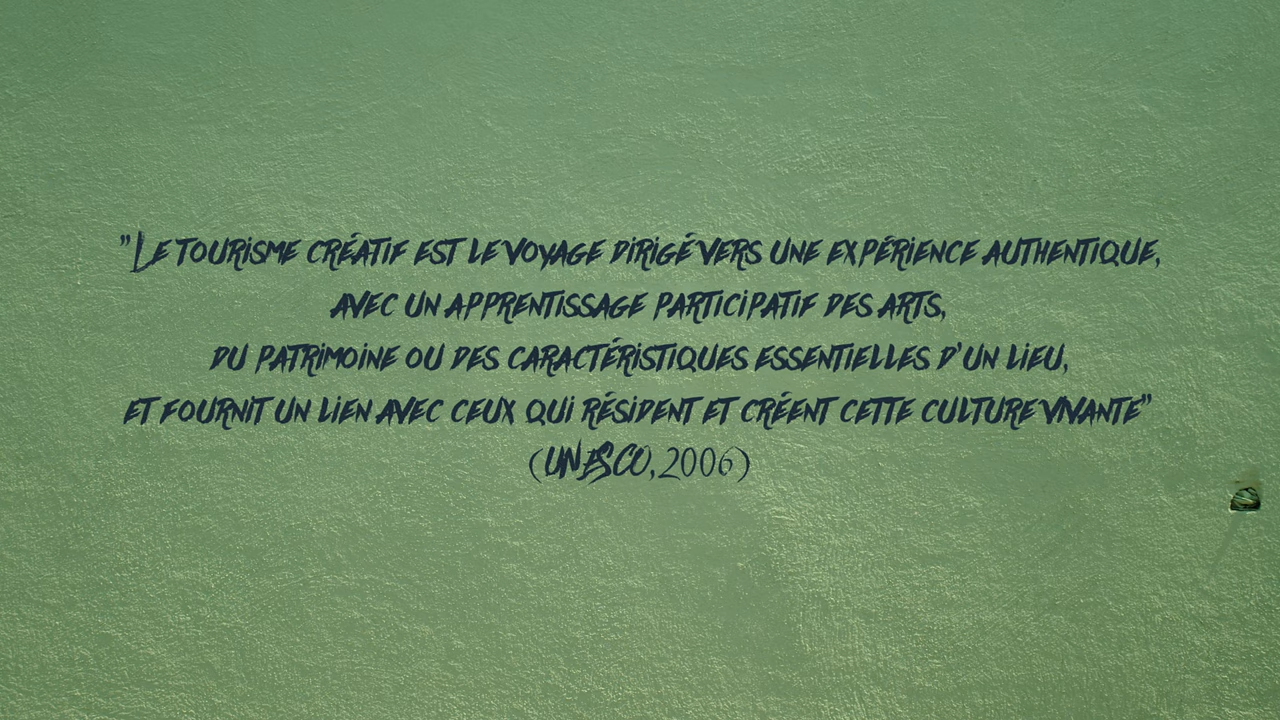 "Le tourisme créatif est le voyage dirigé vers une expérience authentique,
avec un apprentissage participatif des arts,
du patrimoine ou des caractéristiques essentielles d'un lieu,
et fournit un lien avec ceux qui résident et créent cette culture vivante"
(UNESCO, 2006)